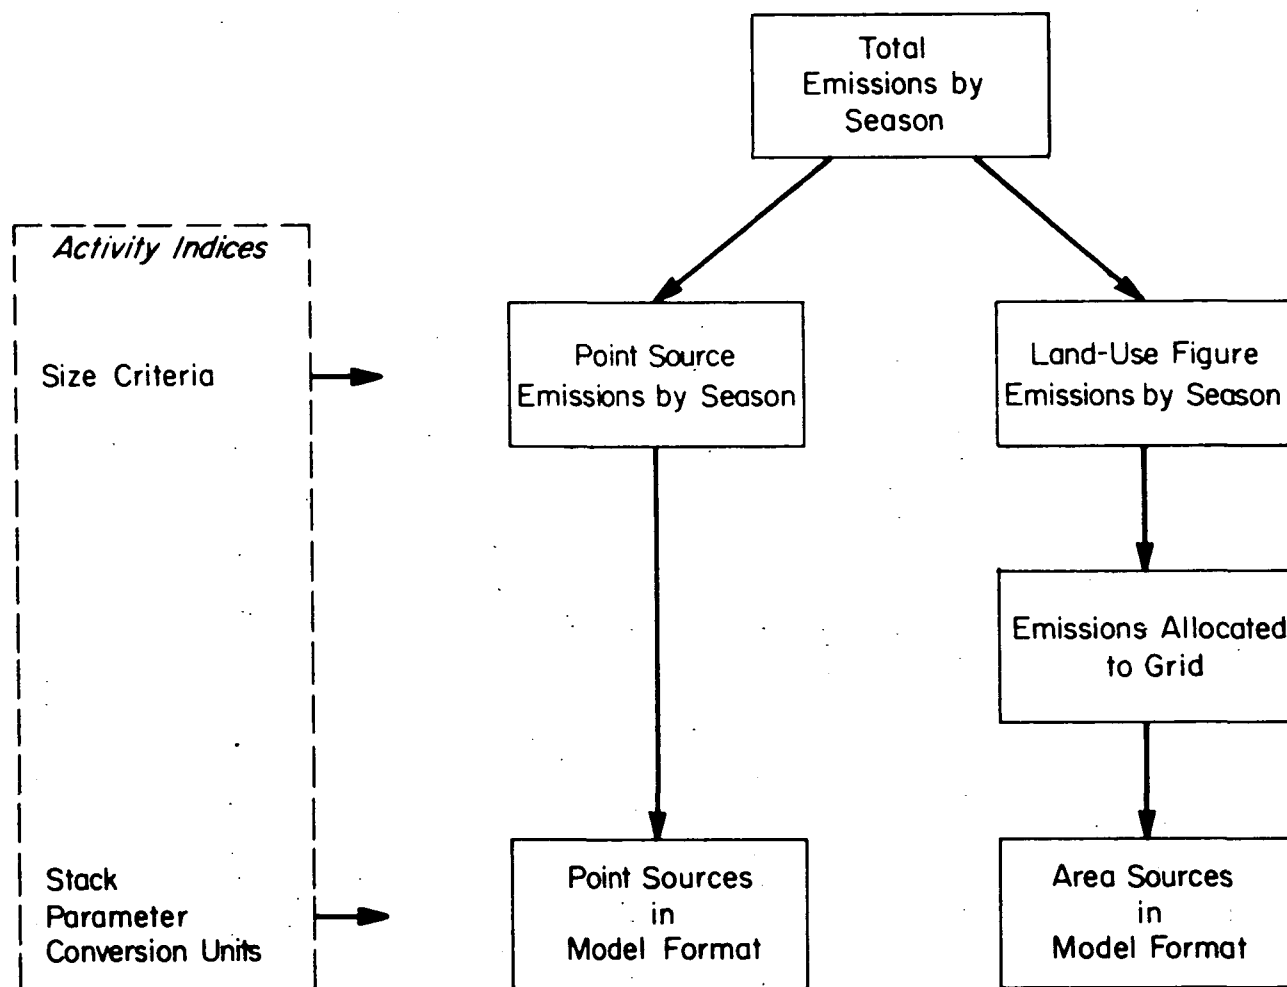 Total
Emissions by
Season
Activity Indices
Size Criteria
Point Source
Emissions by Season
Land-Use Figure
Emissions by Season
Emissions Allocated
to Grid
Stack
Parameter
Conversion Units
Point Sources
in
Model Format
Area Sources
in
Model Format